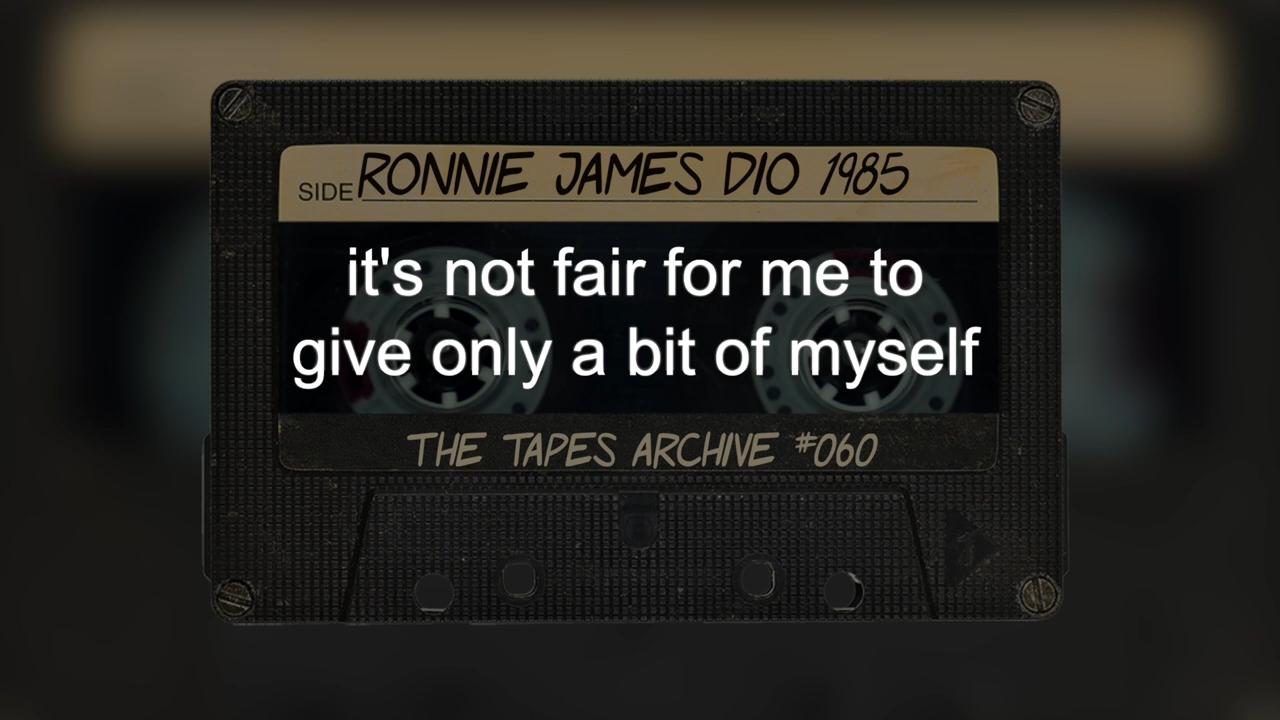 SIDE RONNIE JAMES DIO 1985
it's not fair for me to
give only a bit of myself
THE TAPES ARCHIVE #060